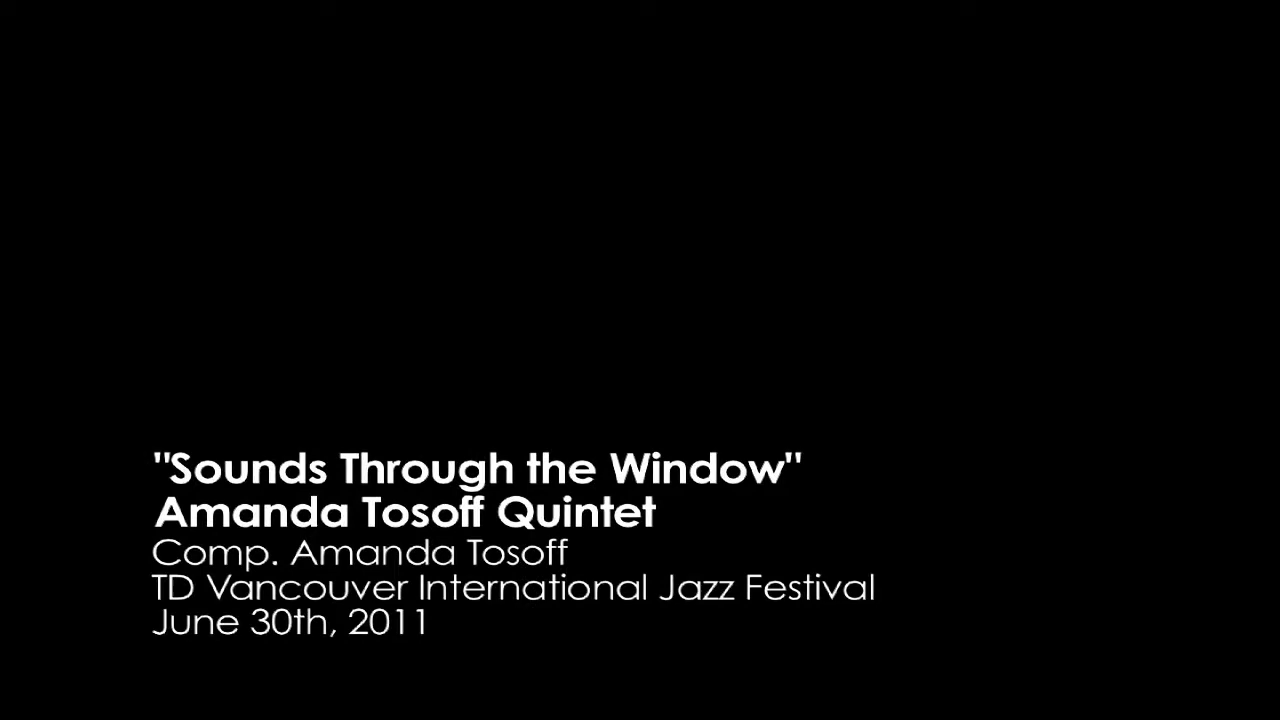 "Sounds Through the Window"
Amanda Tosoff Quintet
Comp. Amanda Tosoff
TD Vancouver International Jazz Festival
June 30th, 2011